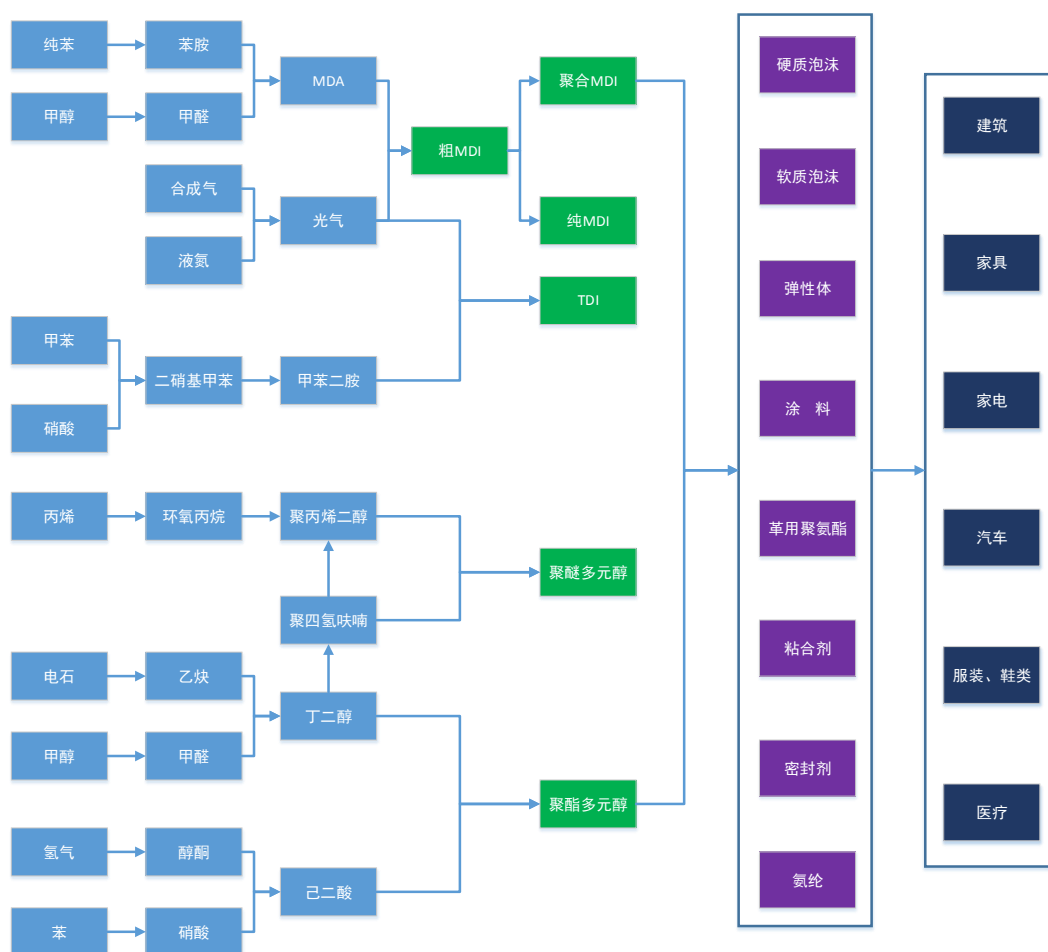 纯苯
苯胺
甲醇
甲醛
MDA
合成气
液氮
光气
粗MDI
聚合MDI
纯MDI
TDI
甲苯
硝酸
二硝基甲苯
甲苯二胺
丙烯
环氧丙烷
聚丙烯二醇
聚四氢呋喃
聚醚多元醇
电石
乙炔
甲醇
甲醛
丁二醇
聚酯多元醇
氢气
醇酮
苯
硝酸
己二酸
硬质泡沫
软质泡沫
弹性体
涂 料
革用聚氨酯
粘合剂
密封剂
氨纶
建筑
家具
家电
汽车
服装、鞋类
医疗